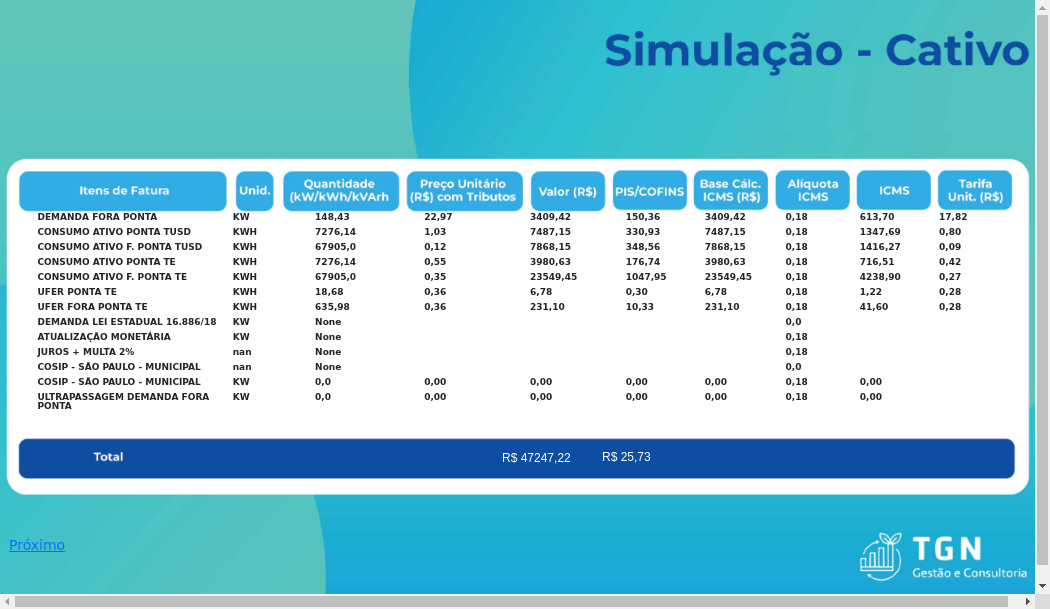 Simulação - Cativo
Itens de Fatura Unid. Quantidade (kW/kWh/kVArh Preço Unitário (R$) com Tributos Valor (R$) PIS/COFINS Base Cálc. ICMS (R$) Alíquota ICMS ICMS Tarifa Unit. (R$)
DEMANDA FORA PONTA KW 148,43 22,97 3409,42 150,36 3409,42 0,18 613,70 17,82
CONSUMO ATIVO PONTA TUSD KWH 7276,14 1,03 7487,15 330,93 7487,15 0,18 1347,69 0,80
CONSUMO ATIVO F. PONTA TUSD KWH 67905,0 0,12 7868,15 348,56 7868,15 0,18 1416,27 0,09
CONSUMO ATIVO PONTA TE KWH 7276,14 0,55 3980,63 176,74 3980,63 0,18 716,51 0,42
CONSUMO ATIVO F. PONTA TE KWH 67905,0 0,35 23549,45 1047,95 23549,45 0,18 4238,90 0,27
UFER PONTA TE KWH 18,68 0,36 6,78 0,30 6,78 0,18 1,22 0,28
UFER FORA PONTA TE KWH 635,98 0,36 231,10 10,33 231,10 0,18 41,60 0,28
DEMANDA LEI ESTADUAL 16.886/18 KW None 0,0
ATUALIZAÇÃO MONETÁRIA KW None 0,18
JUROS + MULTA 2% nan None 0,18
COSIP - SÃO PAULO - MUNICIPAL nan None 0,0
COSIP - SÃO PAULO - MUNICIPAL KW 0,0 0,00 0,00 0,00 0,00 0,18 0,00
ULTRAPASSAGEM DEMANDA FORA KW 0,0 0,00 0,00 0,00 0,00 0,18 0,00
PONTA
Total R$ 47247,22 R$ 25,73
Próximo
TGN
Gestão e Consultoria